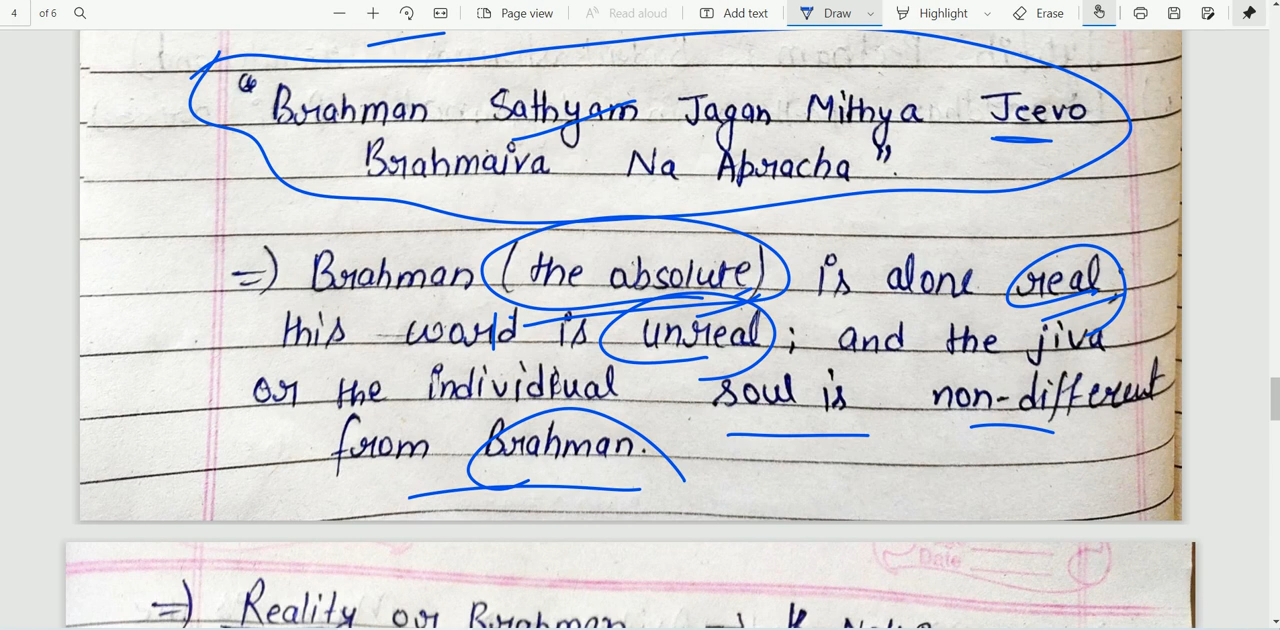 4 of 6 Page view Read aloud Add text Draw Highlight Erase
"Brahman Sathyam Jagan Mithya Jeevo
Brahmaiva Na Apracha".
=) Brahman (the absolute) is alone real,
this world is unreal; and the jiva
or the individual soul is non-different
from Brahman.
Date
=) Reality or Brahman